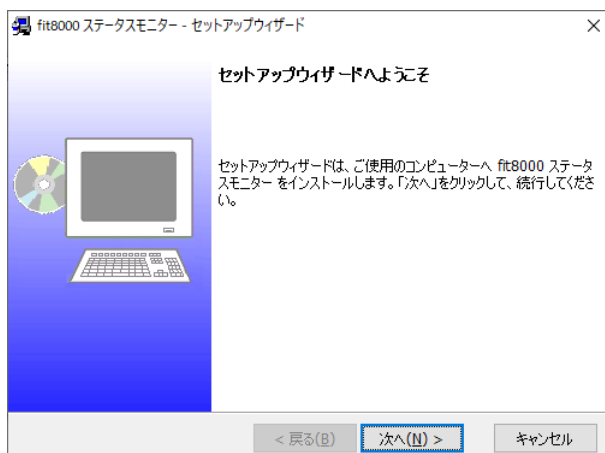 fit8000 ステータスモニター - セットアップウィザード
セットアップウィザードへようこそ
セットアップウィザードは、ご使用のコンピューターへ fit8000 ステータ
スモニター をインストールします。「次へ」をクリックして、続行してくださ
い。
< 戻る(B)
次へ(N) >
キャンセル